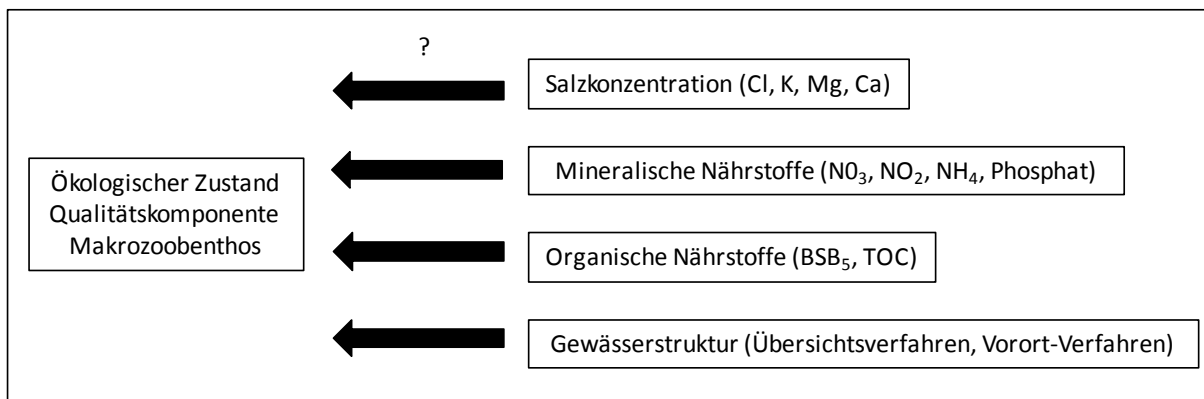 ?
Salzkonzentration (Cl, K, Mg, Ca)
Mineralische Nährstoffe (N0₃, NO₂, NH₄, Phosphat)
Ökologischer Zustand
Qualitätskomponente
Makrozoobenthos
Organische Nährstoffe (BSB₅, TOC)
Gewässerstruktur (Übersichtsverfahren, Vorort-Verfahren)